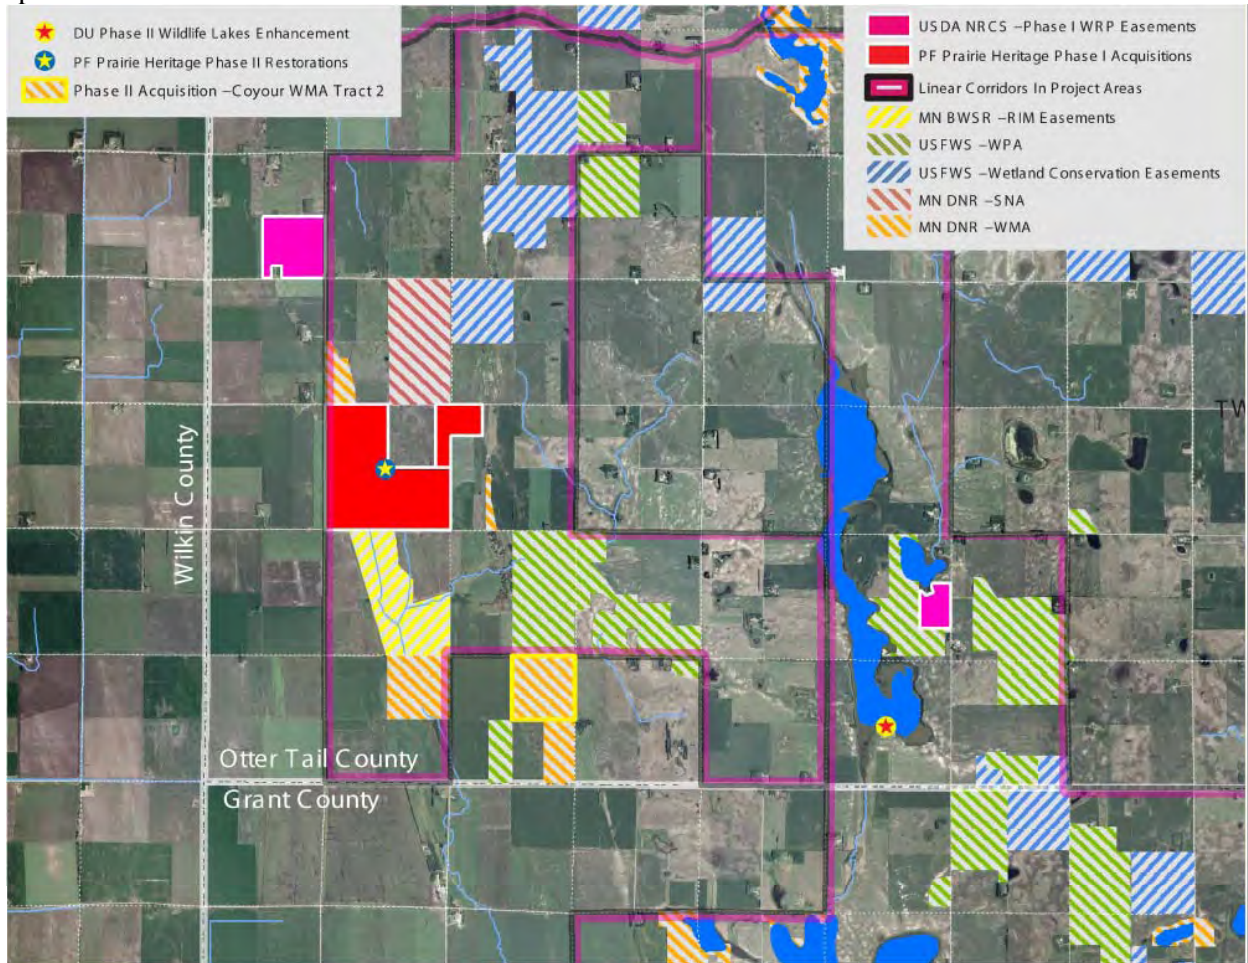 DU Phase II Wildlife Lakes Enhancement
PF Prairie Heritage Phase II Restorations
Phase II Acquisition –Coyour WMA Tract 2
USDA NRCS –Phase I WRP Easements
PF Prairie Heritage Phase I Acquisitions
Linear Corridors In Project Areas
MN BWSR –RIM Easements
USFWS –WPA
USFWS –Wetland Conservation Easements
MN DNR –SNA
MN DNR –WMA
TW
Wilkin County
Otter Tail County
Grant County